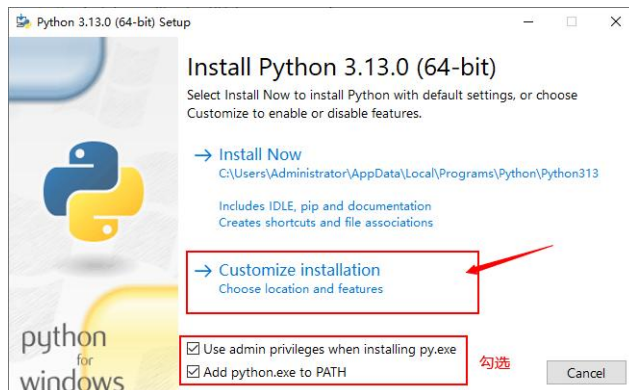 Python 3.13.0 (64-bit) Setup
Install Python 3.13.0 (64-bit)
Select Install Now to install Python with default settings, or choose
Customize to enable or disable features.
Install Now
C:\Users\Administrator\AppData\Local\Programs\Python\Python313
Includes IDLE, pip and documentation
Creates shortcuts and file associations
Customize installation
Choose location and features
python
for
windows
Use admin privileges when installing py.exe
Add python.exe to PATH
勾选
Cancel